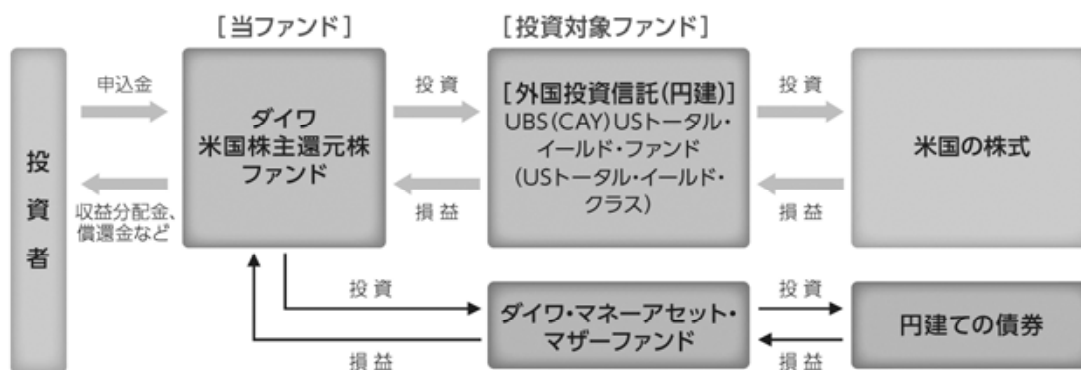 [当ファンド]
[投資対象ファンド]
投資者
申込金
収益分配金、
償還金など
ダイワ
米国株主還元株
ファンド
投 資
損 益
[外国投資信託(円建)]
UBS(CAY)USトータル・
イールド・ファンド
(USトータル・イールド・
クラス)
投 資
損 益
米国の株式
投 資
損 益
ダイワ・マネーアセット・
マザーファンド
投 資
損 益
円建ての債券